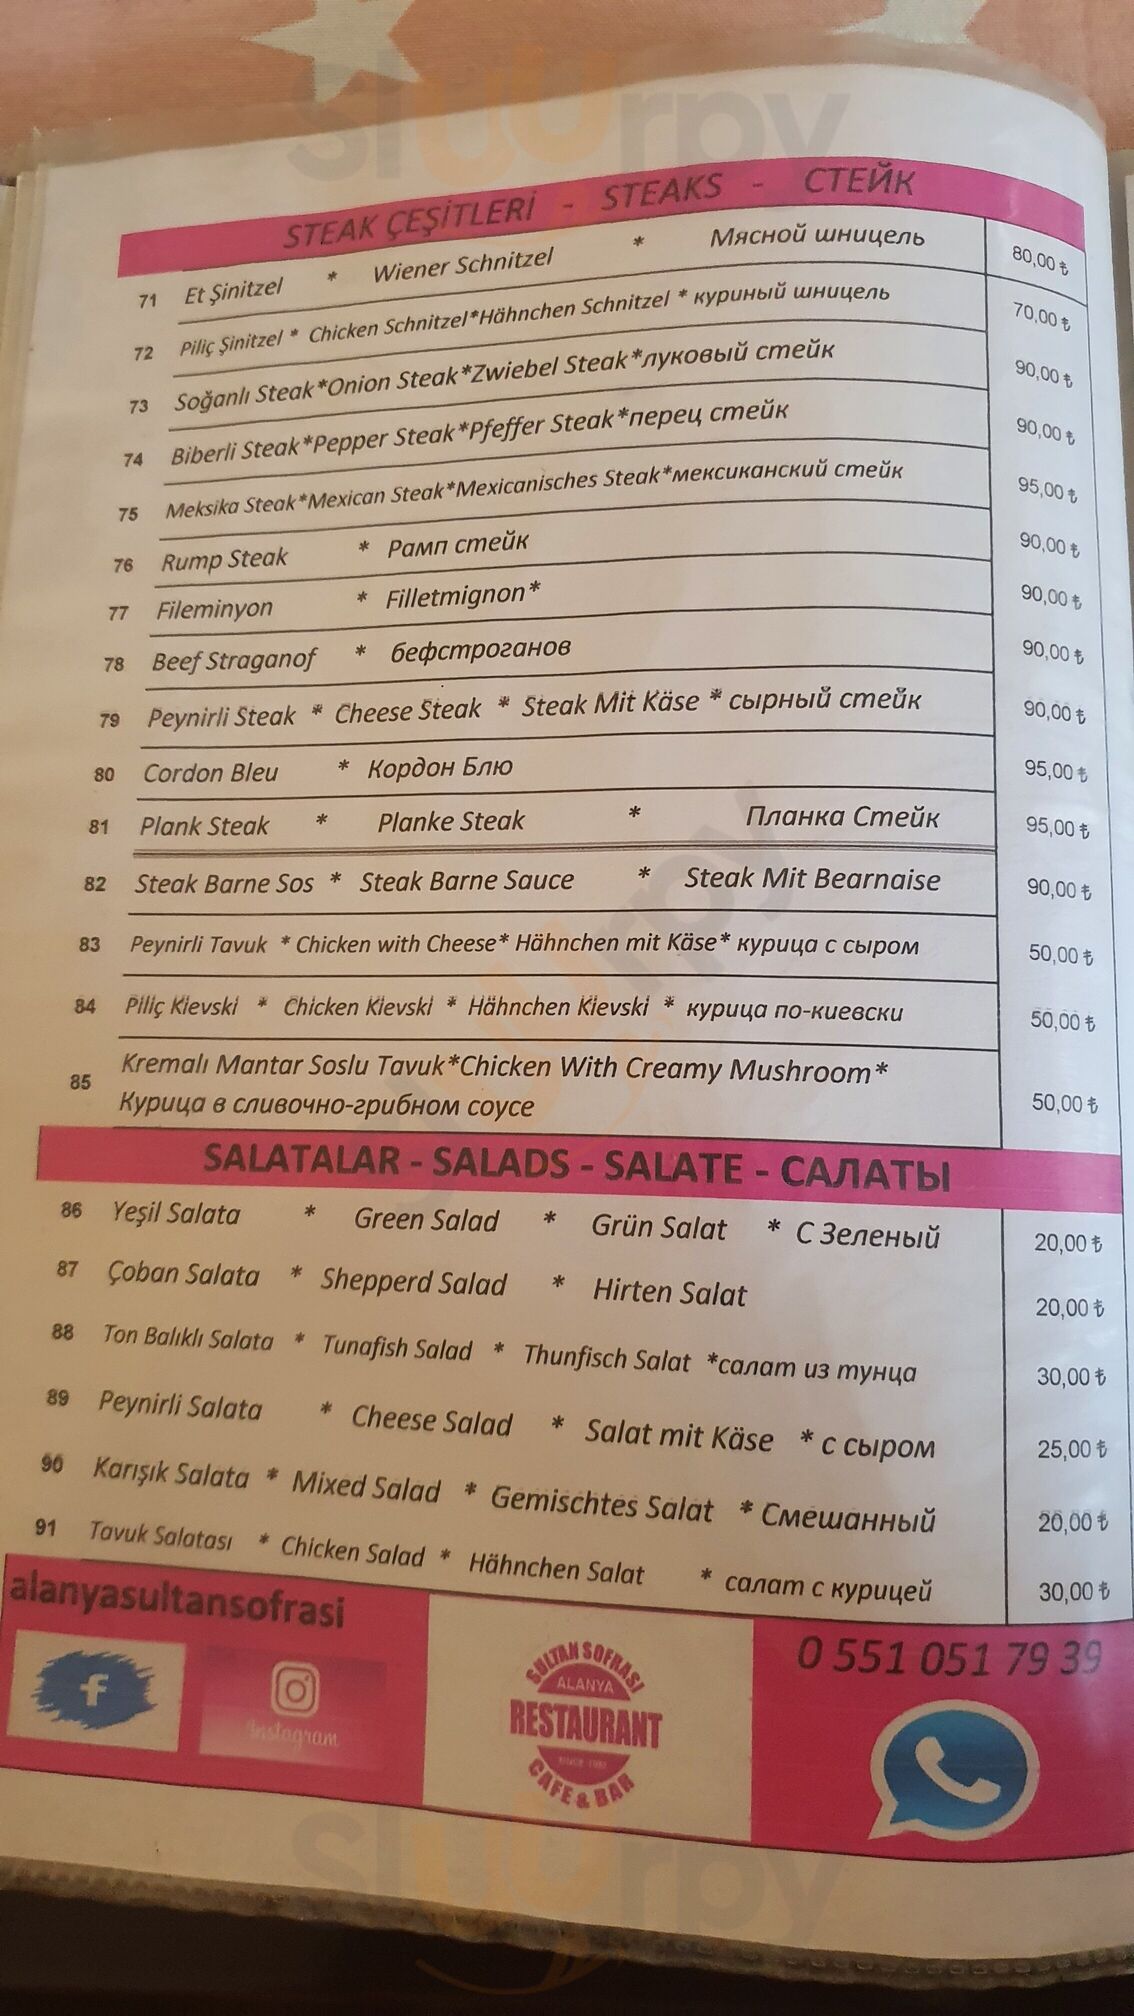 Sluurpy
STEAK ÇEŞİTLERİ - STEAKS - СТЕЙК
71 Et Şinitzel * Wiener Schnitzel * Мясной шницель 80,00 ₺
72 Piliç Şinitzel * Chicken Schnitzel*Hähnchen Schnitzel * куриный шницель 70,00 ₺
73 Soğanlı Steak*Onion Steak*Zwiebel Steak*луковый стейк 90,00 ₺
74 Biberli Steak*Pepper Steak*Pfeffer Steak*перец стейк 90,00 ₺
75 Meksika Steak*Mexican Steak*Mexicanisches Steak*мексиканский стейк 95,00 ₺
76 Rump Steak * Рамп стейк 90,00 ₺
77 Fileminyon * Filletmignon* 90,00 ₺
78 Beef Straganof * бефстроганов 90,00 ₺
79 Peynirli Steak * Cheese Steak * Steak Mit Käse * сырный стейк 90,00 ₺
80 Cordon Bleu * Кордон Блю 95,00 ₺
81 Plank Steak * Planke Steak * Планка Стейк 95,00 ₺
82 Steak Barne Sos * Steak Barne Sauce * Steak Mit Bearnaise 90,00 ₺
83 Peynirli Tavuk * Chicken with Cheese* Hähnchen mit Käse* курица с сыром 50,00 ₺
84 Piliç Kievski * Chicken Kievski * Hähnchen Kievski * курица по-киевски 50,00 ₺
85 Kremalı Mantar Soslu Tavuk*Chicken With Creamy Mushroom*
Курица в сливочно-грибном соусе 50,00 ₺
SALATALAR - SALADS - SALATE - САЛАТЫ
86 Yeşil Salata * Green Salad * Grün Salat * С Зеленый 20,00 ₺
87 Çoban Salata * Shepperd Salad * Hirten Salat 20,00 ₺
88 Ton Balıklı Salata * Tunafish Salad * Thunfisch Salat *салат из тунца 30,00 ₺
89 Peynirli Salata * Cheese Salad * Salat mit Käse * с сыром 25,00 ₺
90 Karışık Salata * Mixed Salad * Gemischtes Salat * Смешанный 20,00 ₺
91 Tavuk Salatası * Chicken Salad * Hähnchen Salat * салат с курицей 30,00 ₺
alanyasultansofrasi
f
Instagram
SULTAN SOFRASI
ALANYA
RESTAURANT
CAFE & BAR
0 551 051 79 39
Sluurpy